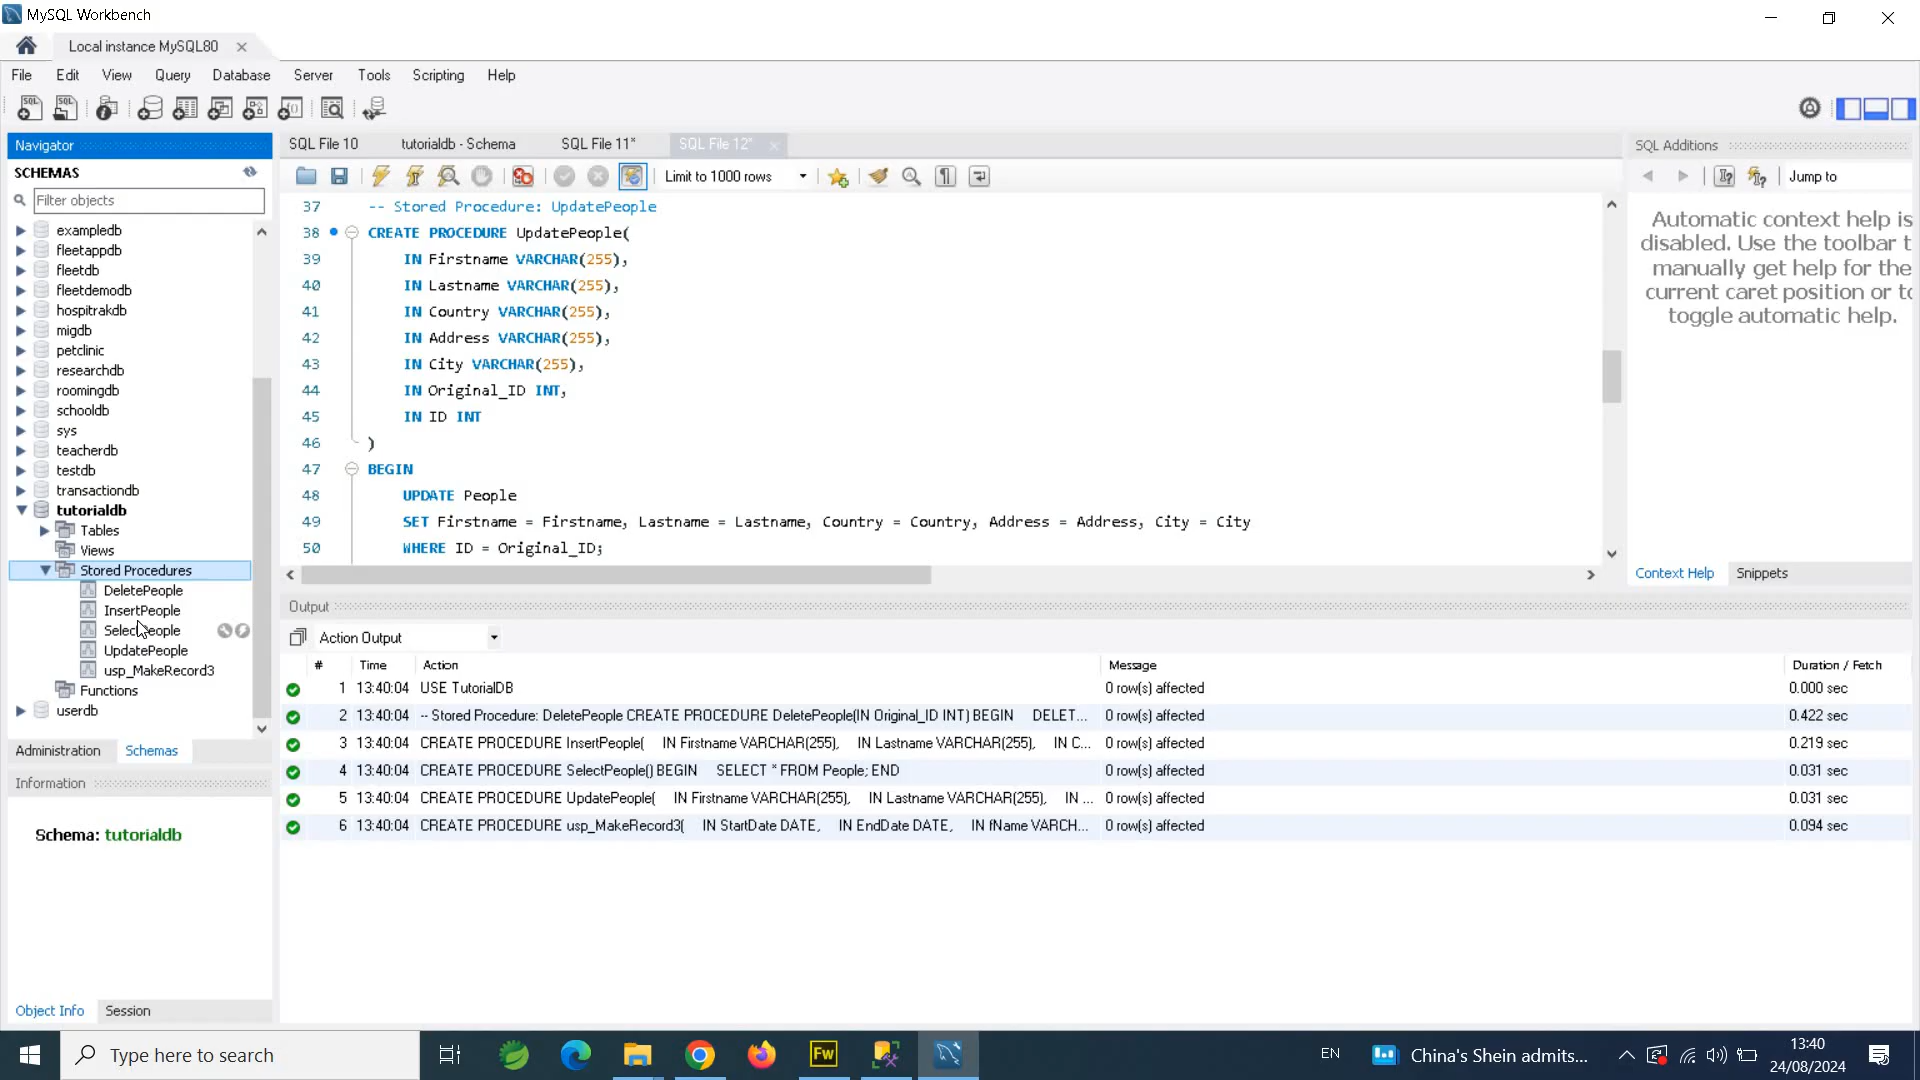 MySQL Workbench
Local instance MySQL80
File Edit View Query Database Server Tools Scripting Help
Navigator
SCHEMAS
Filter objects
exampledb
fleetappdb
fleetdb
fleetdemodb
hospitrakdb
migdb
petclinic
researchdb
roomingdb
schooldb
sys
teacherdb
testdb
transactiondb
tutorialdb
Tables
Views
Stored Procedures
DeletePeople
InsertPeople
SelectPeople
UpdatePeople
usp_MakeRecord3
Functions
userdb
Administration Schemas
Information
Schema: tutorialdb
Object Info Session
SQL File 10 tutorialdb - Schema SQL File 11* SQL File 12*
Limit to 1000 rows
37 -- Stored Procedure: UpdatePeople
38 CREATE PROCEDURE UpdatePeople(
39 IN Firstname VARCHAR(255),
40 IN Lastname VARCHAR(255),
41 IN Country VARCHAR(255),
42 IN Address VARCHAR(255),
43 IN City VARCHAR(255),
44 IN Original_ID INT,
45 IN ID INT
46 )
47 BEGIN
48 UPDATE People
49 SET Firstname = Firstname, Lastname = Lastname, Country = Country, Address = Address, City = City
50 WHERE ID = Original_ID;
SQL Additions
Jump to
Automatic context help is
disabled. Use the toolbar t
manually get help for the
current caret position or to
toggle automatic help.
Context Help Snippets
Output
Action Output
# Time Action Message Duration / Fetch
1 13:40:04 USE TutorialDB 0 row(s) affected 0.000 sec
2 13:40:04 -- Stored Procedure: DeletePeople CREATE PROCEDURE DeletePeople(IN Original_ID INT) BEGIN DELET... 0 row(s) affected 0.422 sec
3 13:40:04 CREATE PROCEDURE InsertPeople( IN Firstname VARCHAR(255), IN Lastname VARCHAR(255), IN C... 0 row(s) affected 0.219 sec
4 13:40:04 CREATE PROCEDURE SelectPeople() BEGIN SELECT * FROM People; END 0 row(s) affected 0.031 sec
5 13:40:04 CREATE PROCEDURE UpdatePeople( IN Firstname VARCHAR(255), IN Lastname VARCHAR(255), IN ... 0 row(s) affected 0.031 sec
6 13:40:04 CREATE PROCEDURE usp_MakeRecord3( IN StartDate DATE, IN EndDate DATE, IN fName VARCH... 0 row(s) affected 0.094 sec
Type here to search
Fw
EN
China's Shein admits...
13:40
24/08/2024